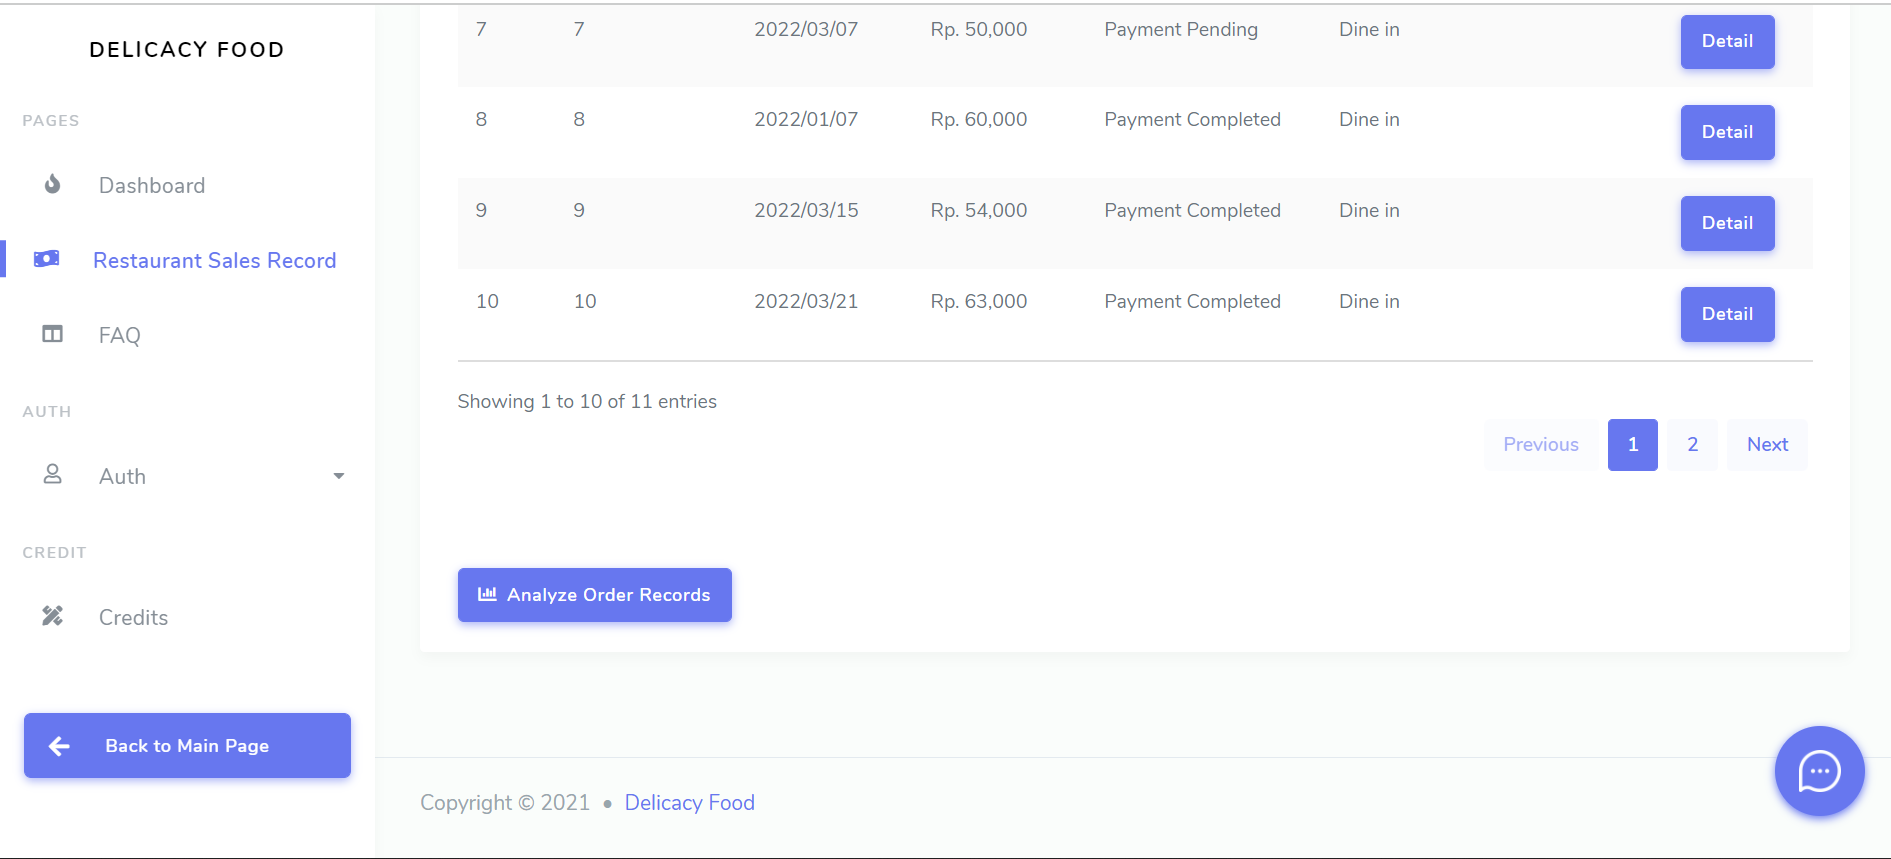 DELICACY FOOD
PAGES
Dashboard
Restaurant Sales Record
FAQ
AUTH
Auth
CREDIT
Credits
Back to Main Page
7 7 2022/03/07 Rp. 50,000 Payment Pending Dine in Detail
8 8 2022/01/07 Rp. 60,000 Payment Completed Dine in Detail
9 9 2022/03/15 Rp. 54,000 Payment Completed Dine in Detail
10 10 2022/03/21 Rp. 63,000 Payment Completed Dine in Detail
Showing 1 to 10 of 11 entries
Previous 1 2 Next
Analyze Order Records
Copyright © 2021 • Delicacy Food